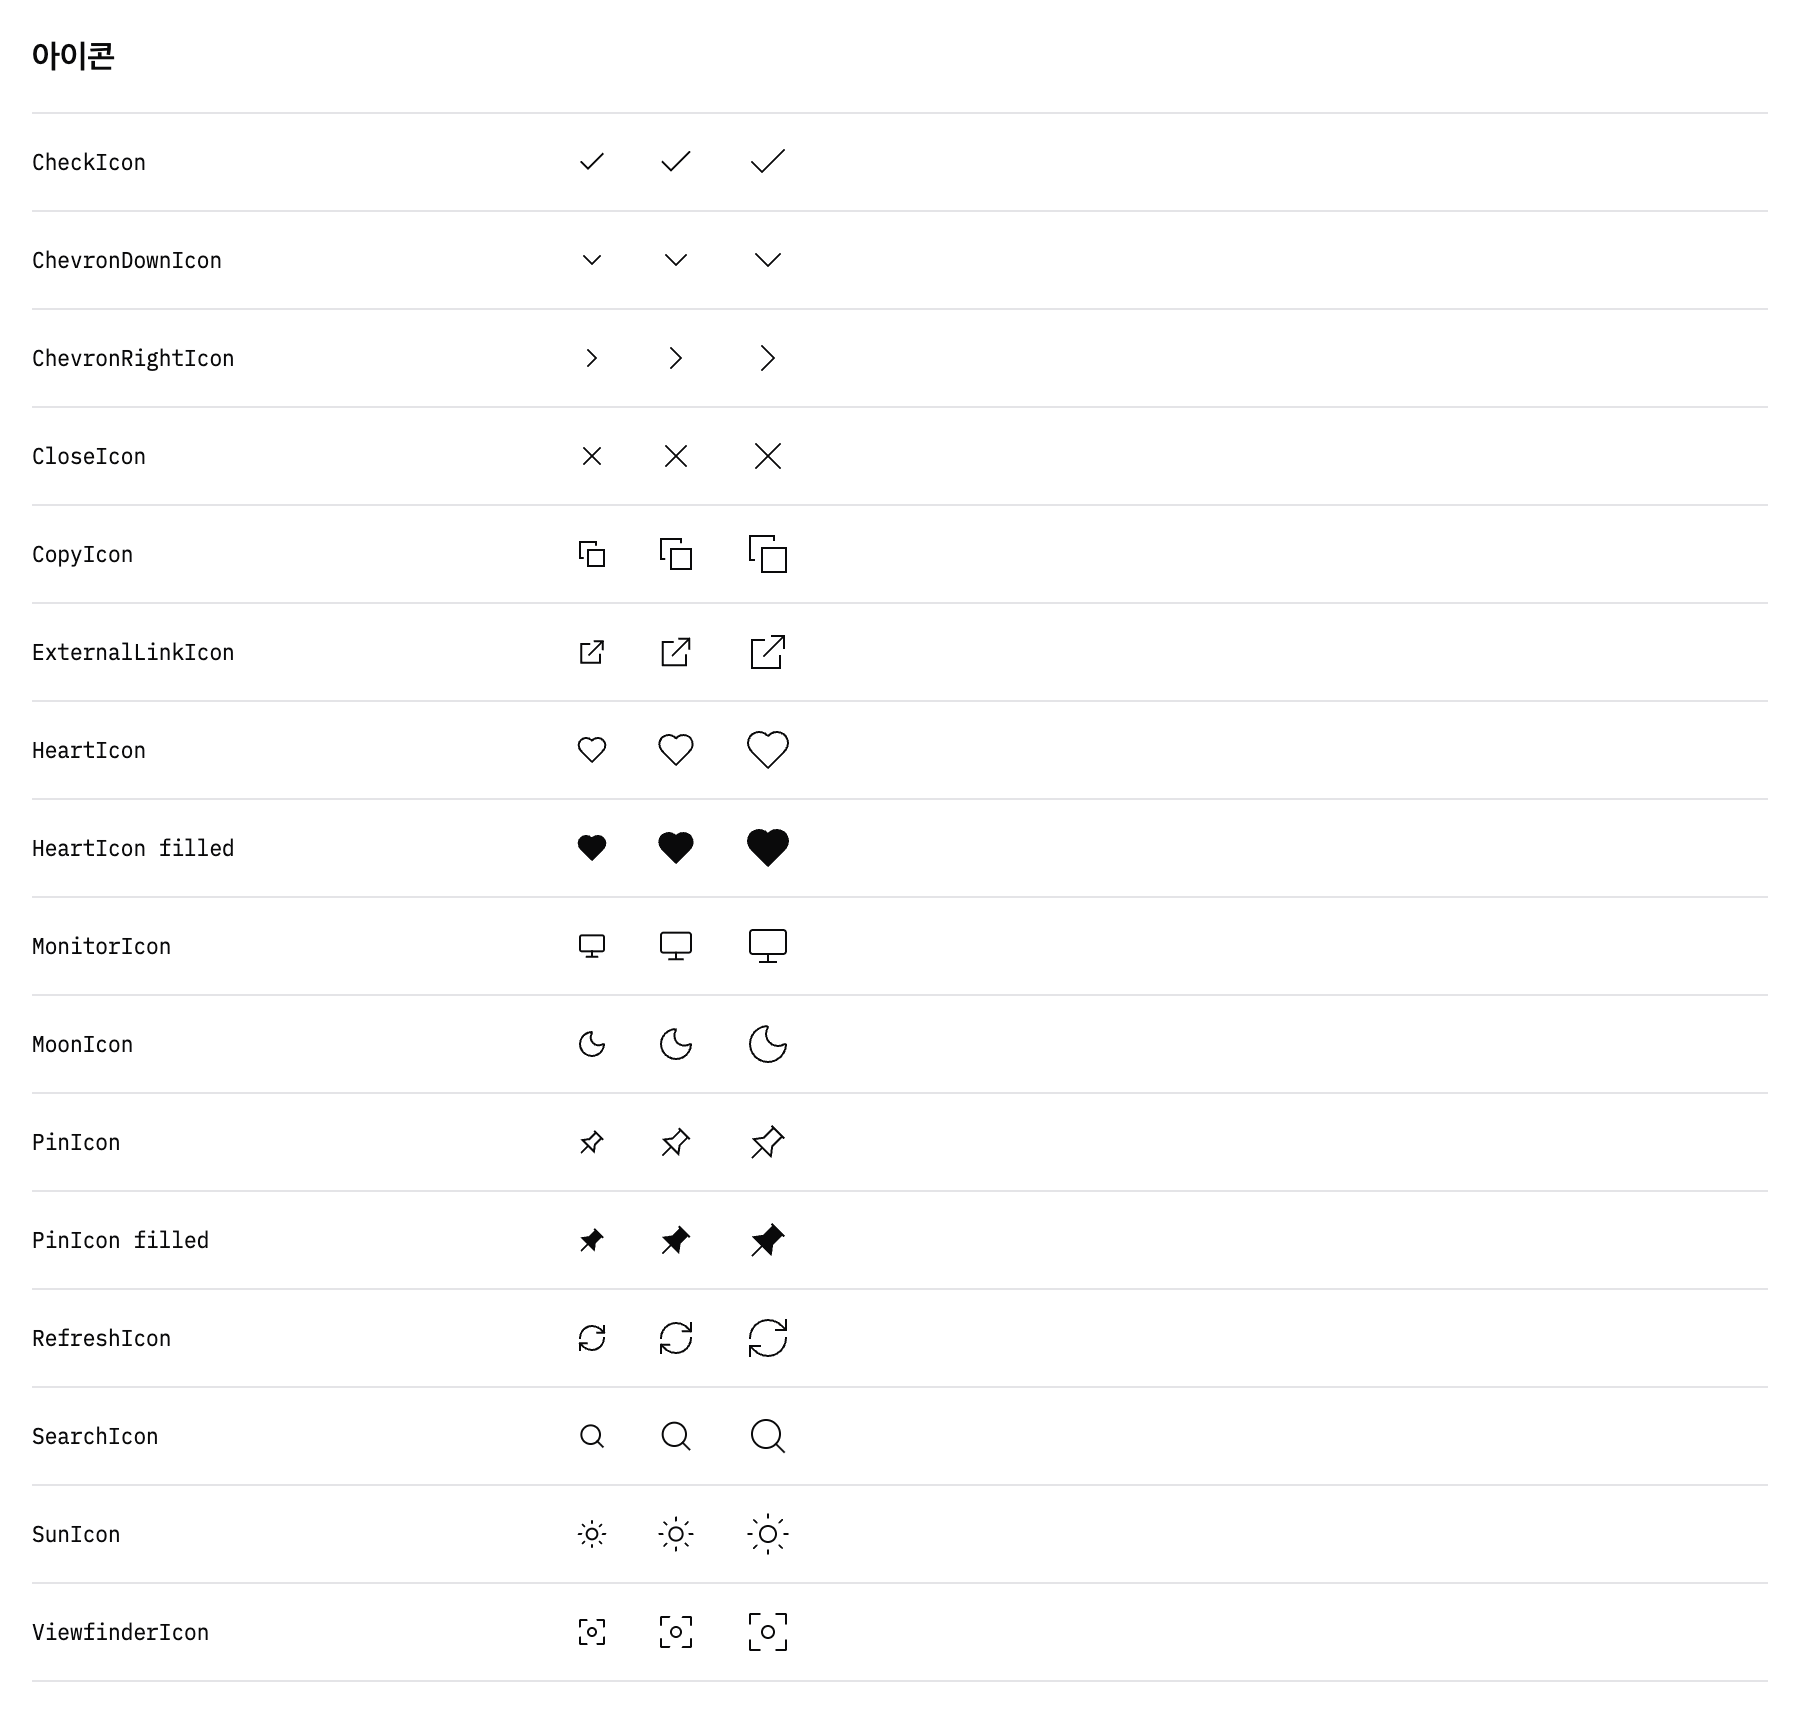 아이콘
CheckIcon
ChevronDownIcon
ChevronRightIcon
CloseIcon
CopyIcon
ExternalLinkIcon
HeartIcon
HeartIcon filled
MonitorIcon
MoonIcon
PinIcon
PinIcon filled
RefreshIcon
SearchIcon
SunIcon
ViewfinderIcon